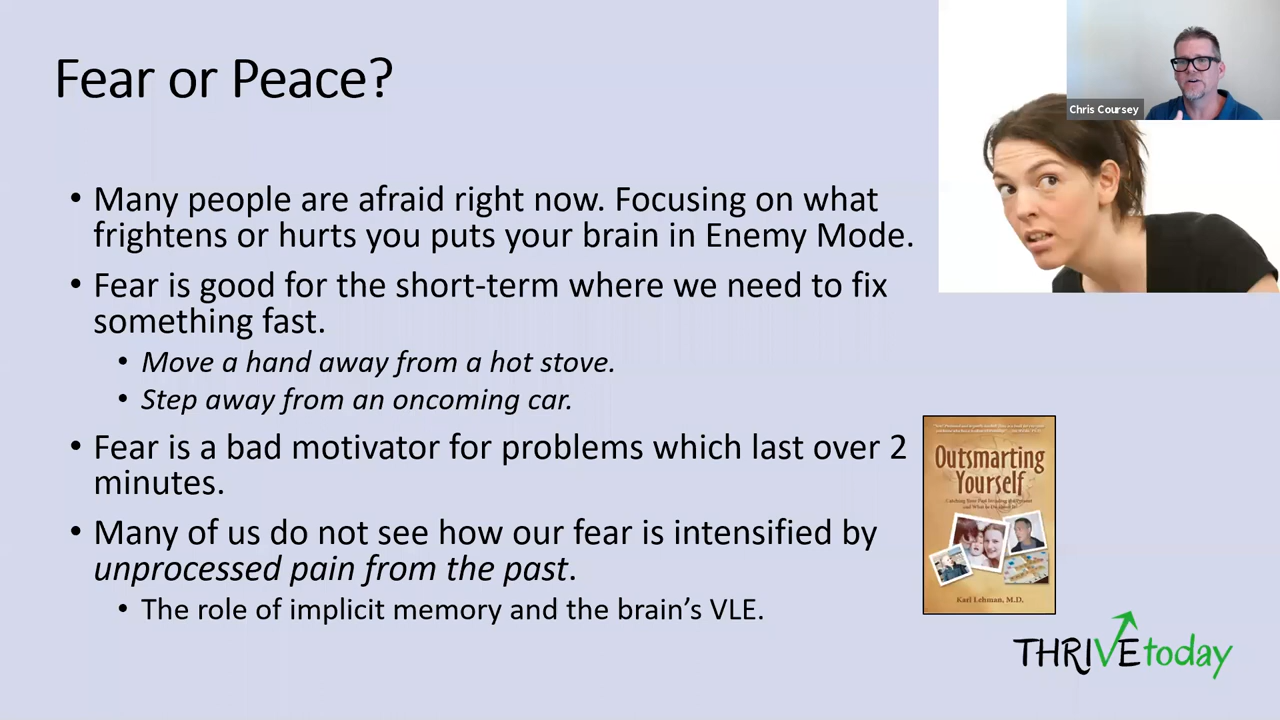 Fear or Peace?
Chris Coursey
• Many people are afraid right now. Focusing on what
frightens or hurts you puts your brain in Enemy Mode.
• Fear is good for the short-term where we need to fix
something fast.
• Move a hand away from a hot stove.
• Step away from an oncoming car.
• Fear is a bad motivator for problems which last over 2
minutes.
• Many of us do not see how our fear is intensified by
unprocessed pain from the past.
• The role of implicit memory and the brain’s VLE.
Outsmarting
Yourself
Karl Lehman, M.D.
THRIVEtoday